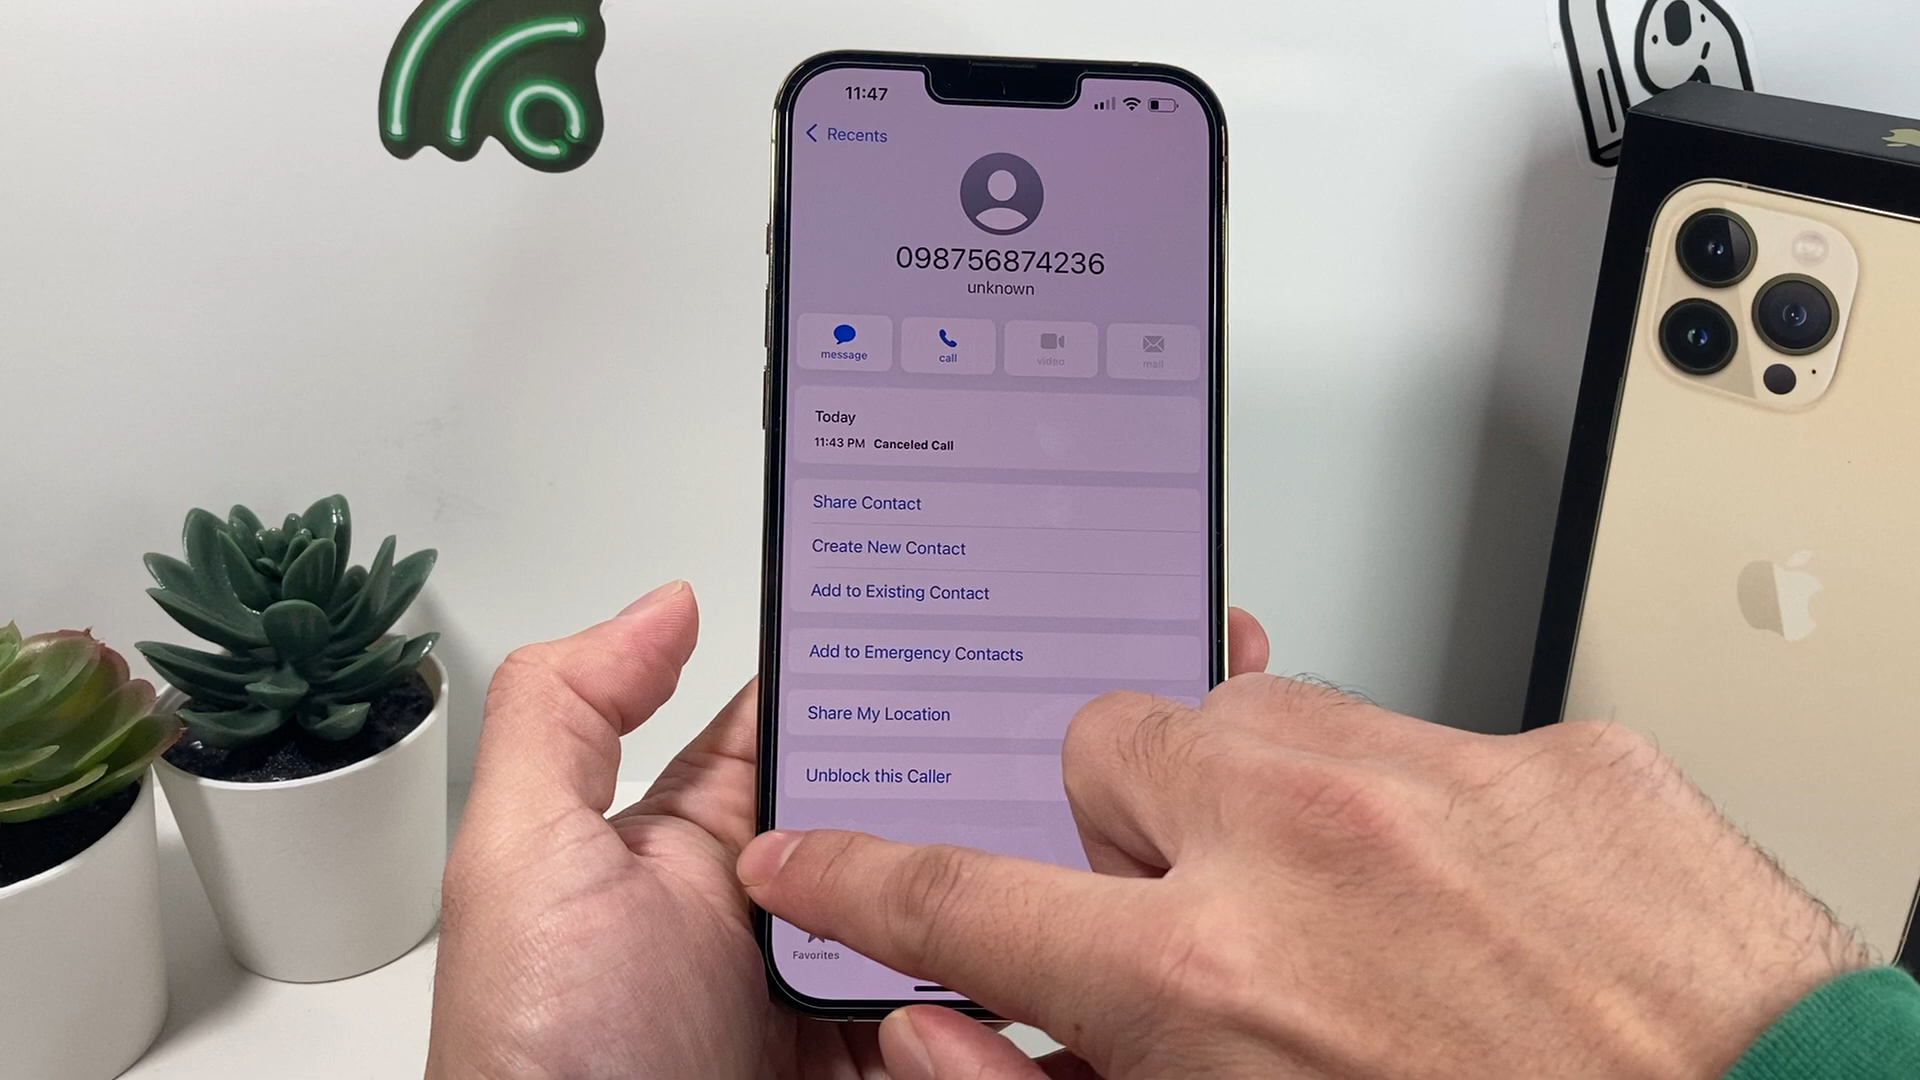 11:47
Recents
098756874236
unknown
message
call
video
mail
Today
11:43 PM Canceled Call
Share Contact
Create New Contact
Add to Existing Contact
Add to Emergency Contacts
Share My Location
Unblock this Caller
Favorites